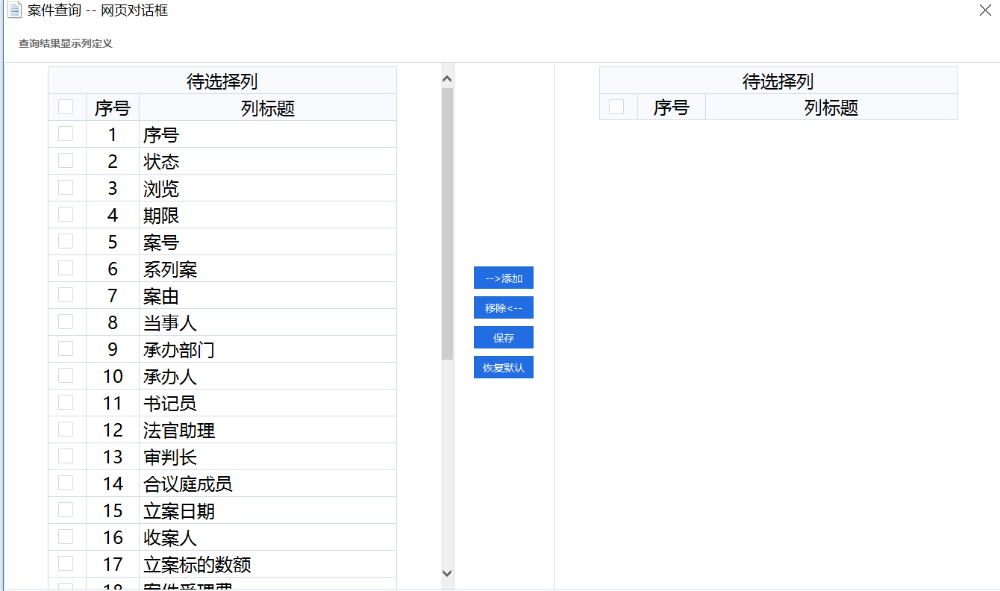 案件查询 -- 网页对话框
查询结果显示列定义
待选择列
序号 列标题
1 序号
2 状态
3 浏览
4 期限
5 案号
6 系列案
7 案由
8 当事人
9 承办部门
10 承办人
11 书记员
12 法官助理
13 审判长
14 合议庭成员
15 立案日期
16 收案人
17 立案标的数额
18 案件受理费
-->添加
移除<--
保存
恢复默认
待选择列
序号 列标题